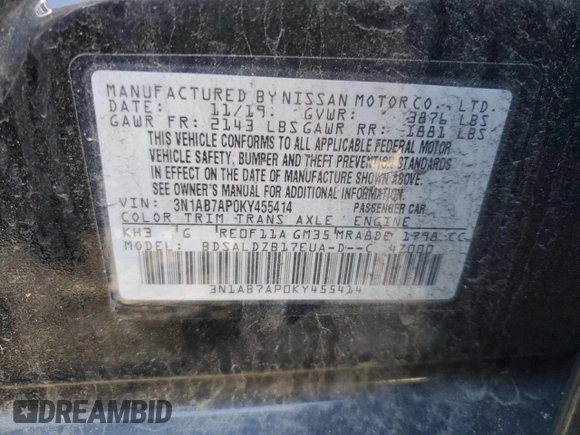 MANUFACTURED BY NISSAN MOTOR CO., LTD.
DATE: 11/19. GVWR: 3876 LBS
GAWR FR: 2143 LBS GAWR RR: 1881 LBS
THIS VEHICLE CONFORMS TO ALL APPLICABLE FEDERAL MOTOR
VEHICLE SAFETY, BUMPER AND THEFT PREVENTION STANDARDS
IN EFFECT ON THE DATE OF MANUFACTURE SHOWN ABOVE.
SEE OWNER'S MANUAL FOR ADDITIONAL INFORMATION.
VIN: 3N1AB7AP0KY455414 PASSENGER CAR
COLOR TRIM TRANS AXLE ENGINE
KH3 G RE0F11A GM35 MRA8DE 1798 CC
MODEL: BDSALDZB17EUA-D--C 47080
3N1AB7AP0KY455414
DREAMBID